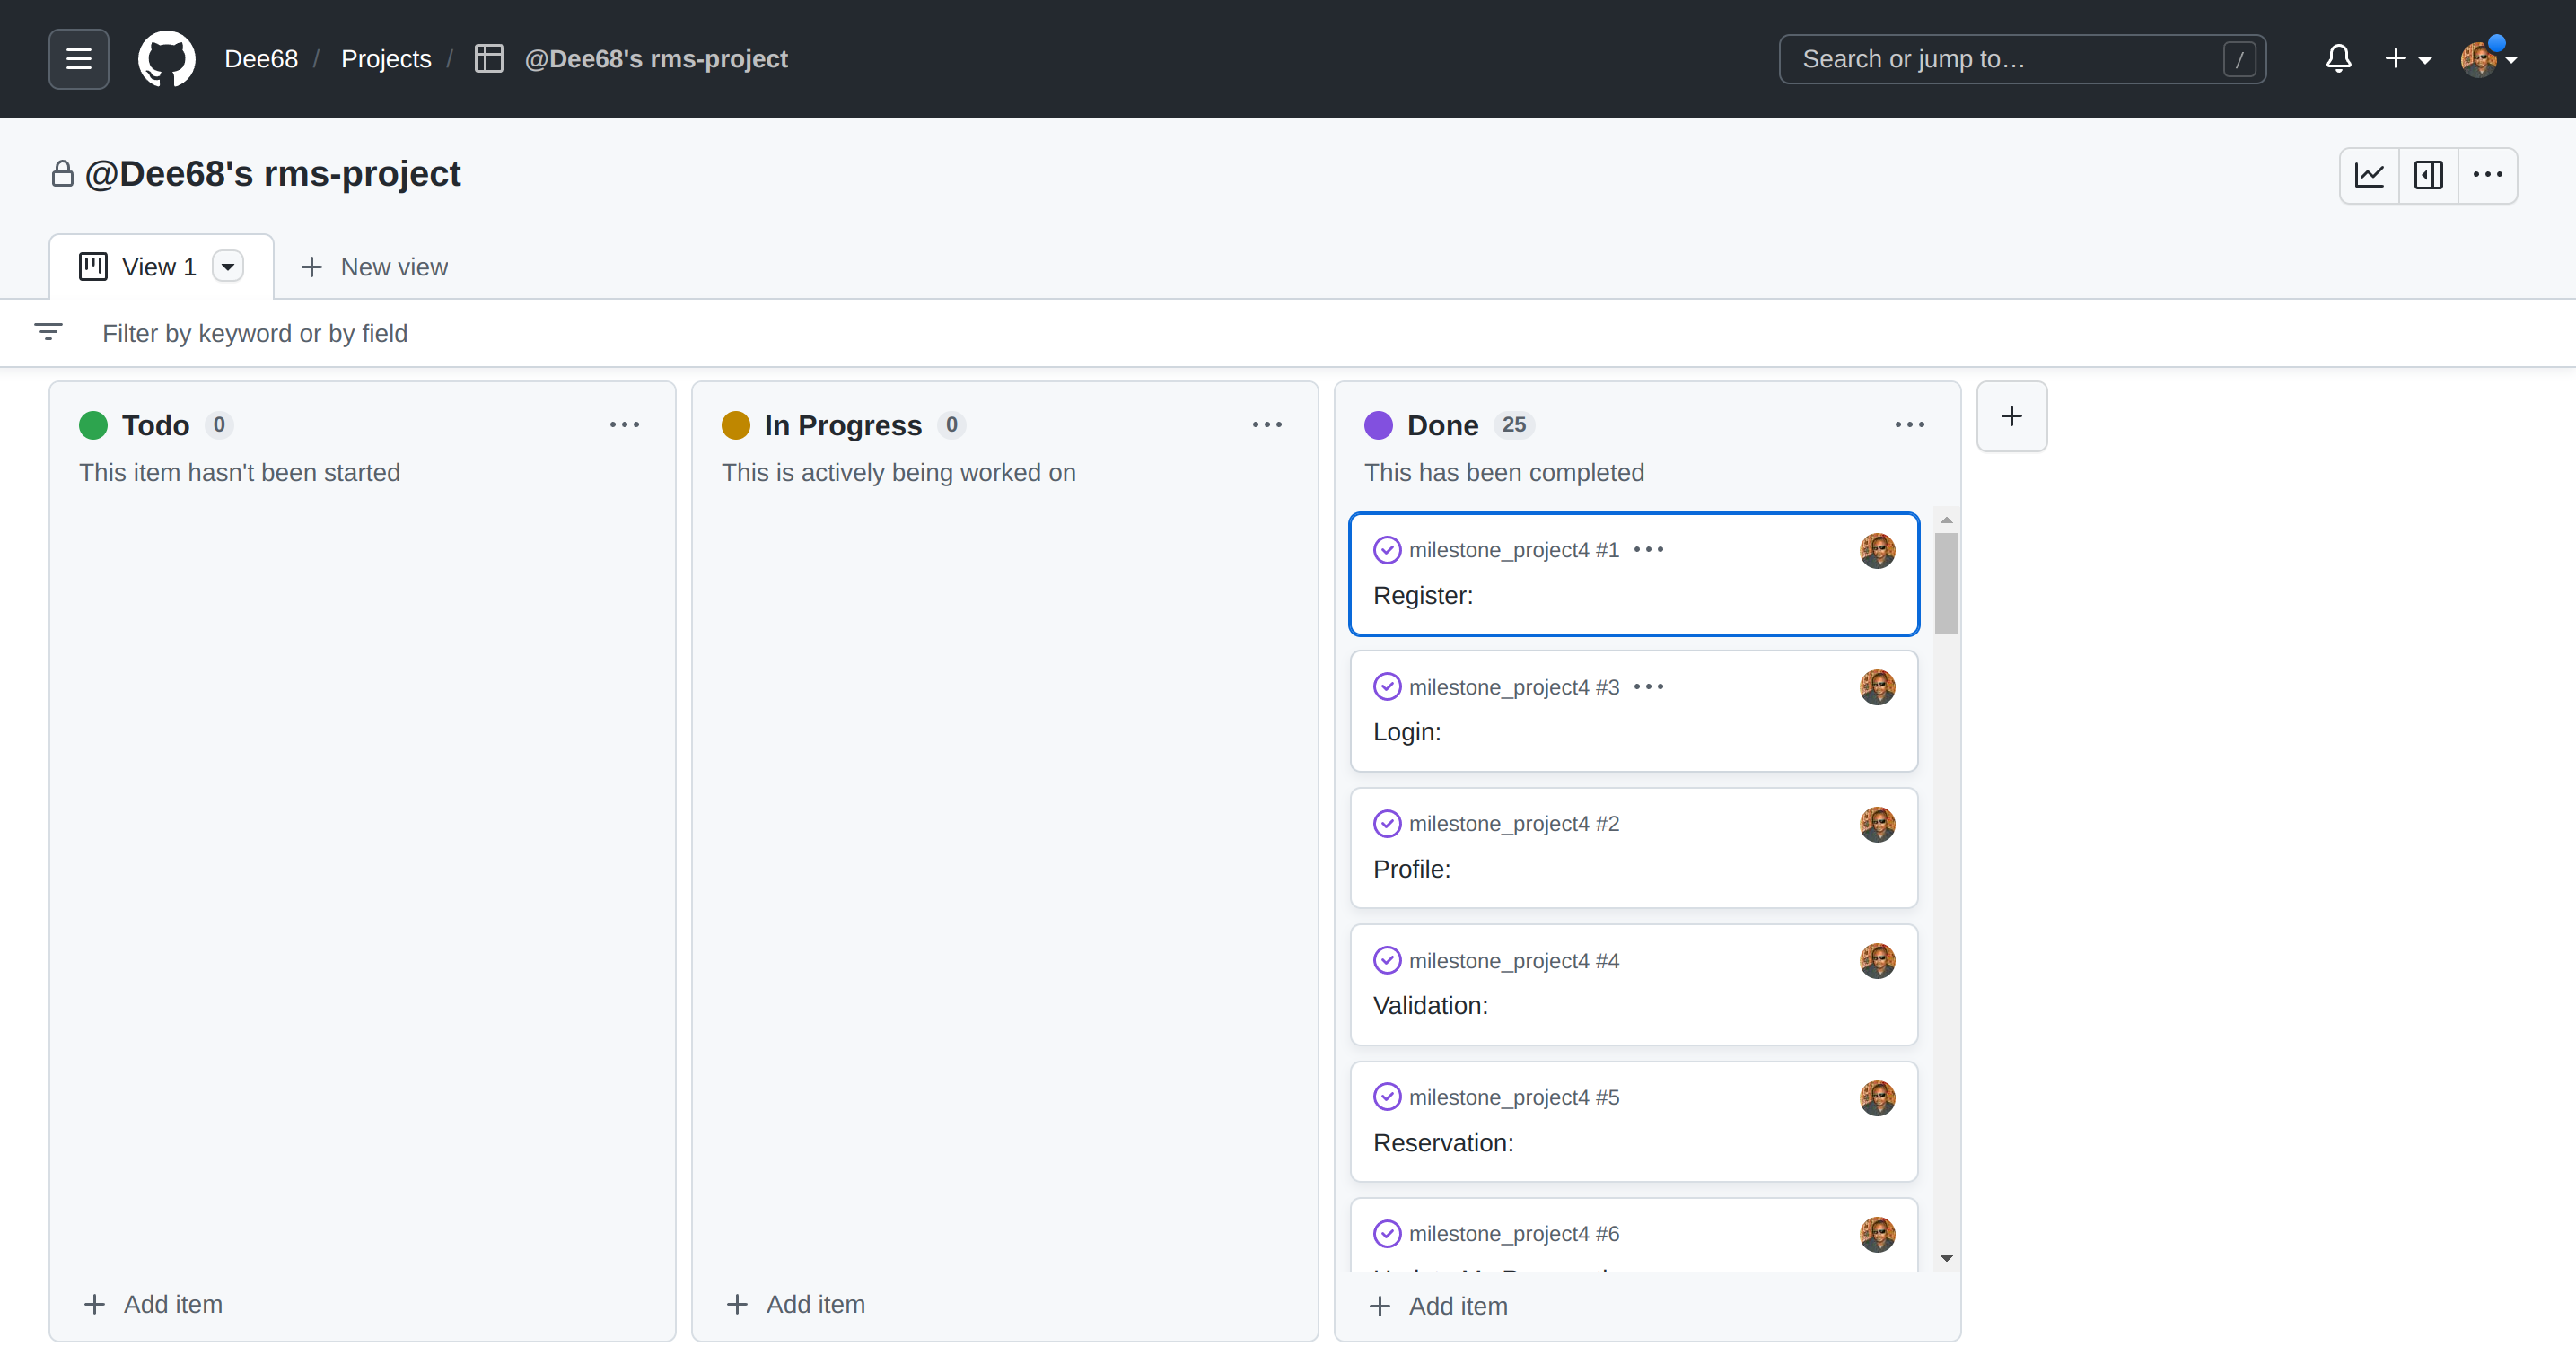 Dee68 / Projects / @Dee68's rms-project
Search or jump to… /
@Dee68's rms-project
View 1
New view
Filter by keyword or by field
Todo 0
This item hasn't been started
Add item
In Progress 0
This is actively being worked on
Add item
Done 25
This has been completed
milestone_project4 #1
Register:
milestone_project4 #3
Login:
milestone_project4 #2
Profile:
milestone_project4 #4
Validation:
milestone_project4 #5
Reservation:
milestone_project4 #6
Add item